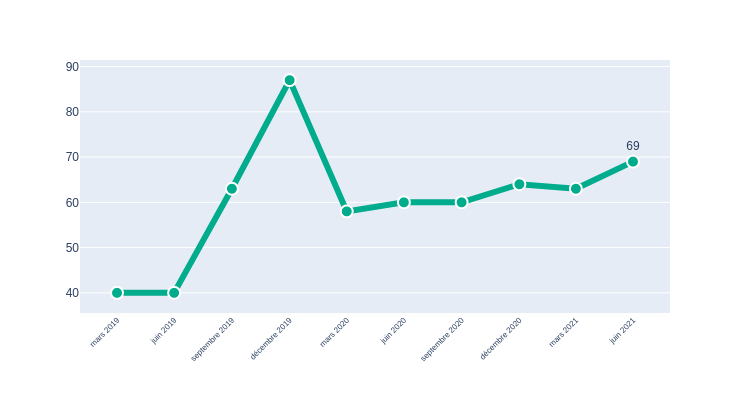 90
80
70
60
50
40
69
mars 2019
juin 2019
septembre 2019
décembre 2019
mars 2020
juin 2020
septembre 2020
décembre 2020
mars 2021
juin 2021